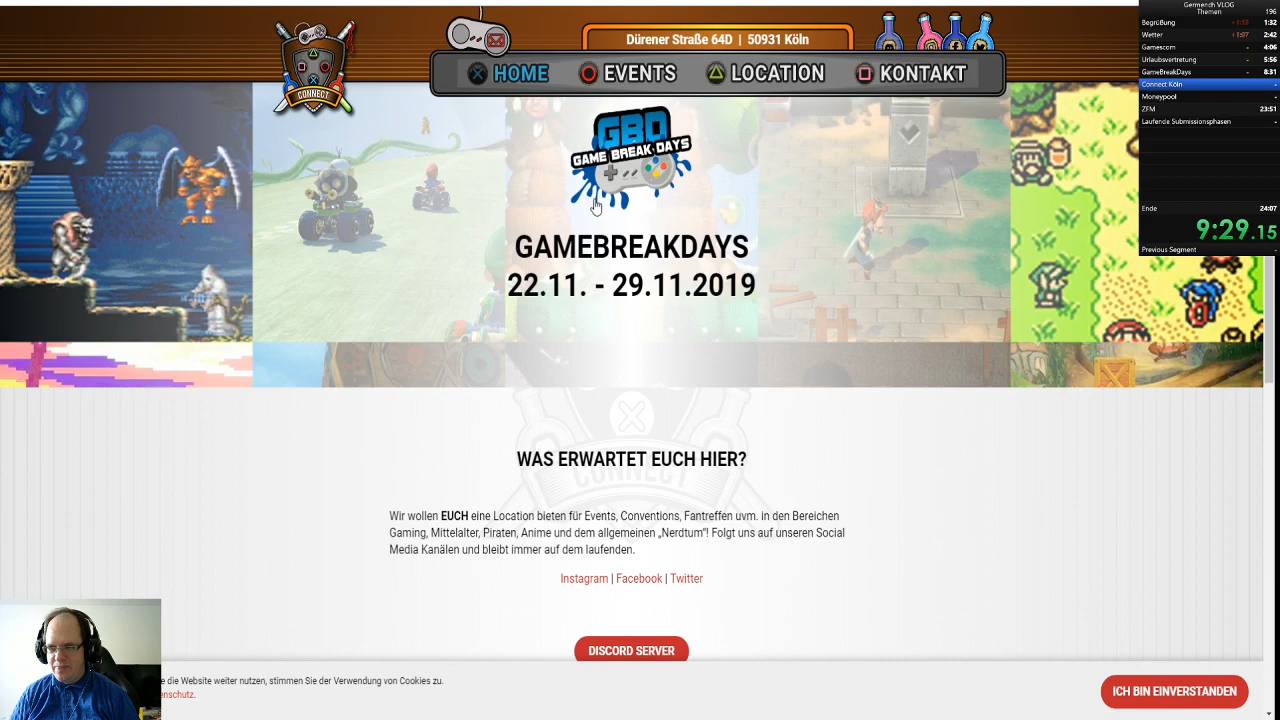 Dürener Straße 64D | 50931 Köln
HOME
EVENTS
LOCATION
KONTAKT
CONNECT
GBD
GAME BREAK DAYS
GAMEBREAKDAYS
22.11. - 29.11.2019
CONNECT
WAS ERWARTET EUCH HIER?
Wir wollen EUCH eine Location bieten für Events, Conventions, Fantreffen uvm. in den Bereichen
Gaming, Mittelalter, Piraten, Anime und dem allgemeinen „Nerdtum“! Folgt uns auf unseren Social
Media Kanälen und bleibt immer auf dem laufenden.
Instagram | Facebook | Twitter
DISCORD SERVER
die Website weiter nutzen, stimmen Sie der Verwendung von Cookies zu.
enschutz.
ICH BIN EINVERSTANDEN
Germench VLOG
Themen 196
Begrüßung 1:32
Wetter + 1:07 2:42
Gamescom - 4:06
Urlaubsvertretung - 5:56
GameBreakDays - 8:31
Connect Köln -
Moneypool -
ZFM 23:51
Laufende Submissionsphasen -
Ende 24:07
9:29.15
Previous Segment -